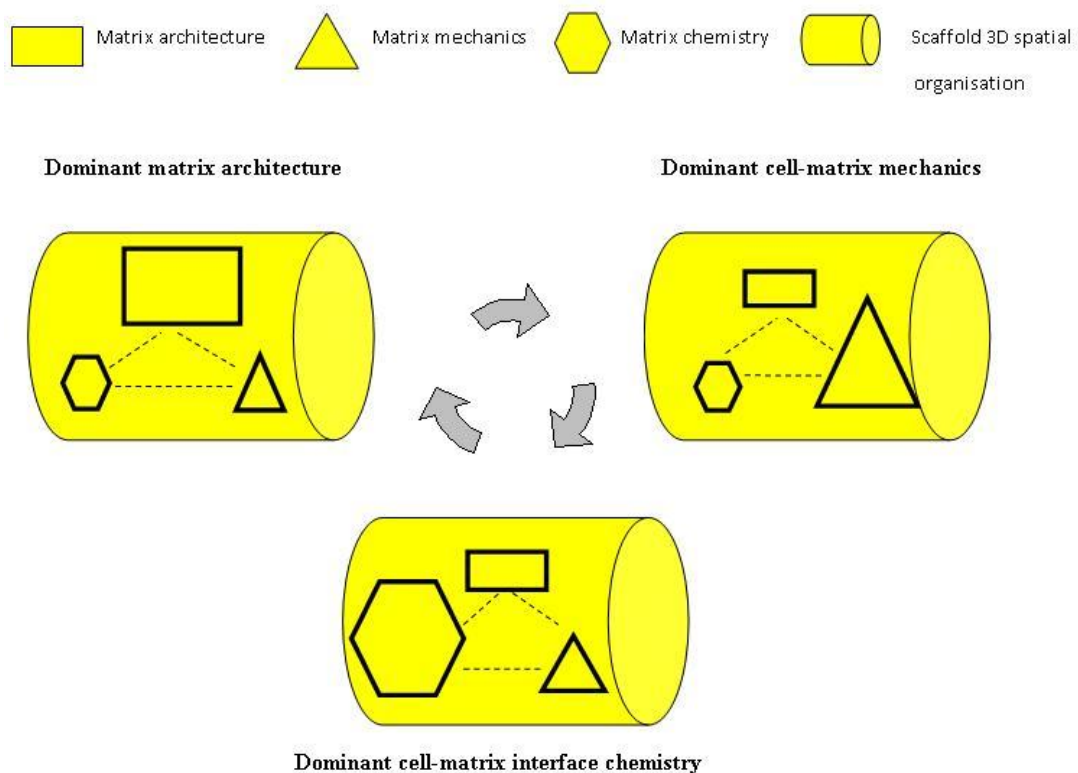 Matrix architecture
Matrix mechanics
Matrix chemistry
Scaffold 3D spatial
organisation
Dominant matrix architecture
Dominant cell-matrix mechanics
Dominant cell-matrix interface chemistry